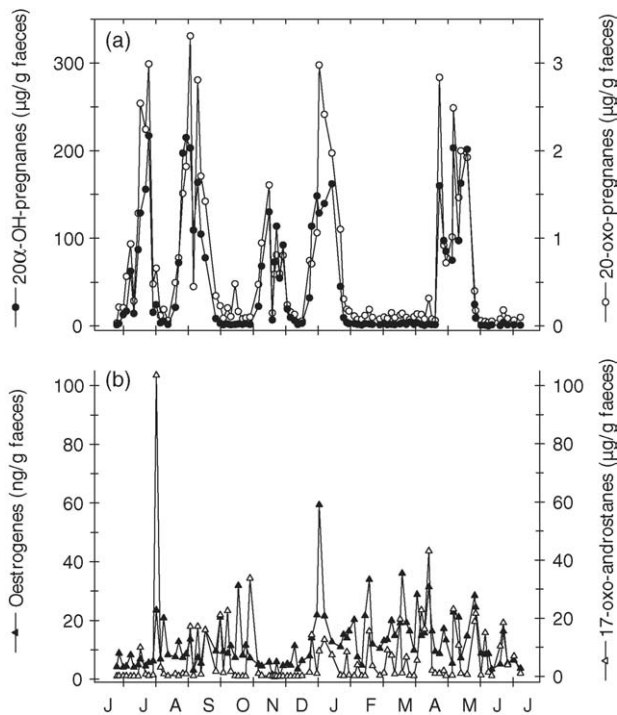 (a)
300
200
100
0
3
2
1
0
20α-OH-pregnanes (µg/g faeces)
20-oxo-pregnanes (µg/g faeces)
(b)
100
80
60
40
20
0
100
80
60
40
20
0
Oestrogenes (ng/g faeces)
17-oxo-androstanes (µg/g faeces)
J J A S O N D J F M A M J J